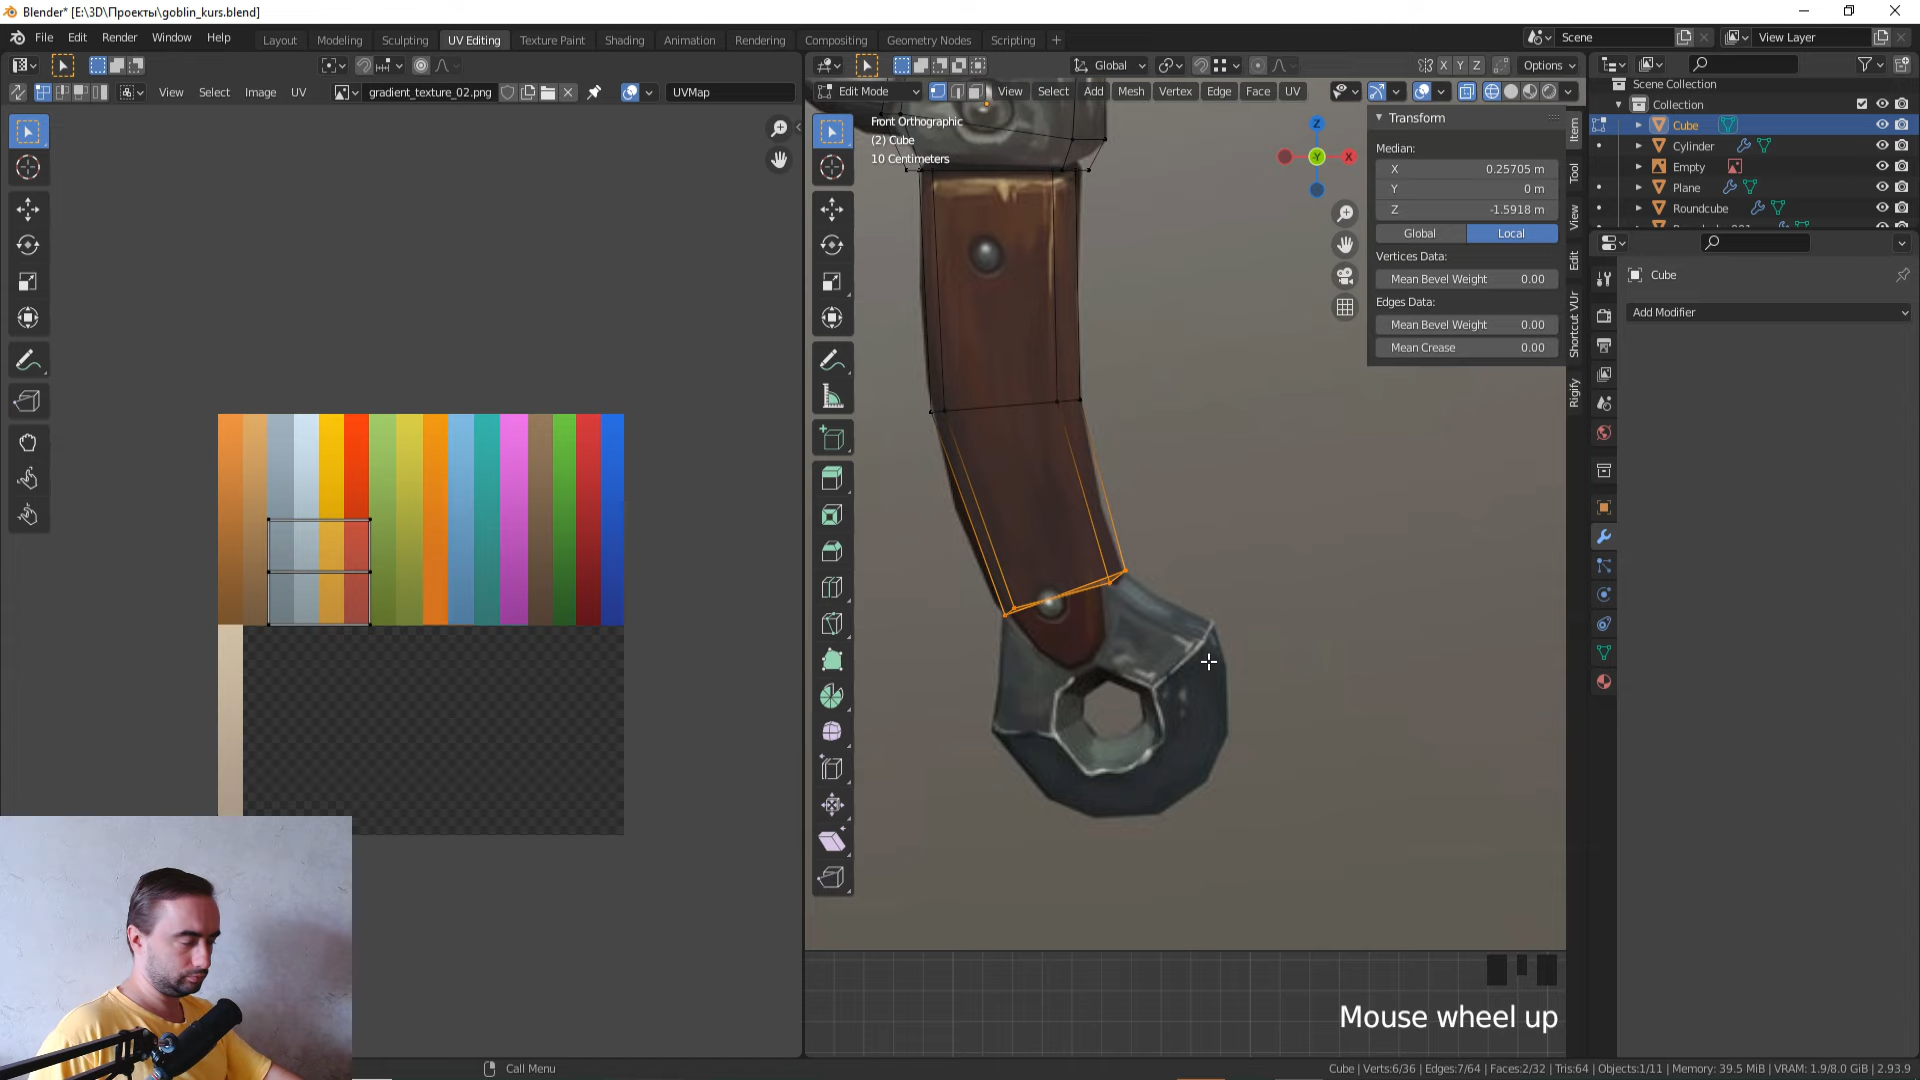 Blender* [E:\3D\Проекты\goblin_kurs.blend]
File Edit Render Window Help
Layout Modeling Sculpting UV Editing Texture Paint Shading Animation Rendering Compositing Geometry Nodes Scripting +
Scene View Layer
Global Options
X Y Z
View Select Image UV gradient_texture_02.png UVMap
Edit Mode View Select Add Mesh Vertex Edge Face UV
Scene Collection
Collection
Cube
Cylinder
Empty
Plane
Roundcube
Front Orthographic
(2) Cube
10 Centimeters
Z
Y
X
Transform
Median:
X 0.25705 m
Y 0 m
Z -1.5918 m
Global Local
Vertices Data:
Mean Bevel Weight 0.00
Edges Data:
Mean Bevel Weight 0.00
Mean Crease 0.00
Item
Tool
View
Edit
Shortcut VUr
Rigify
Cube
Add Modifier
Mouse wheel up
Call Menu
Cube | Verts:6/36 | Edges:7/64 | Faces:2/32 | Tris:64 | Objects:1/11 | Memory: 39.5 MiB | VRAM: 1.9/8.0 GiB | 2.93.9